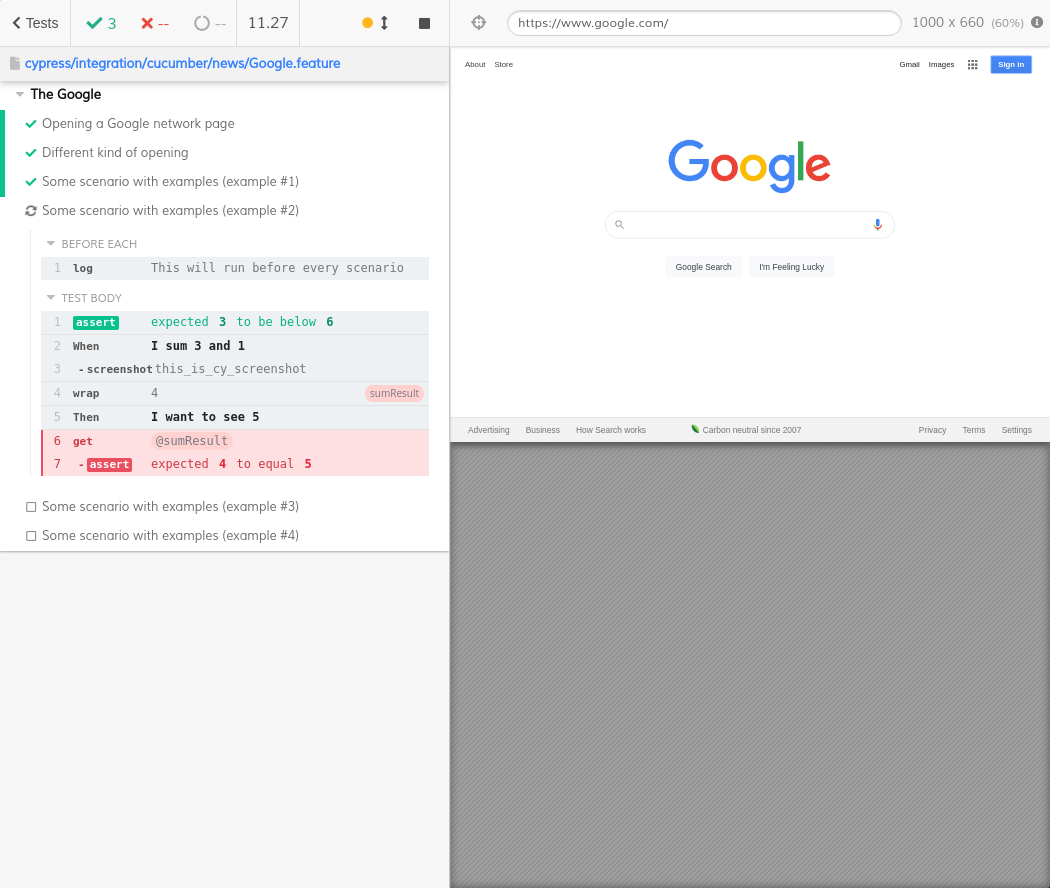 Tests 3 -- -- 11.27
cypress/integration/cucumber/news/Google.feature
The Google
Opening a Google network page
Different kind of opening
Some scenario with examples (example #1)
Some scenario with examples (example #2)
BEFORE EACH
1 log This will run before every scenario
TEST BODY
1 assert expected 3 to be below 6
2 When I sum 3 and 1
3 -screenshot this_is_cy_screenshot
4 wrap 4 sumResult
5 Then I want to see 5
6 get @sumResult
7 -assert expected 4 to equal 5
Some scenario with examples (example #3)
Some scenario with examples (example #4)
https://www.google.com/ 1000 x 660 (60%)
About Store Gmail Images Sign in
Google
Google Search I'm Feeling Lucky
Advertising Business How Search works Carbon neutral since 2007 Privacy Terms Settings